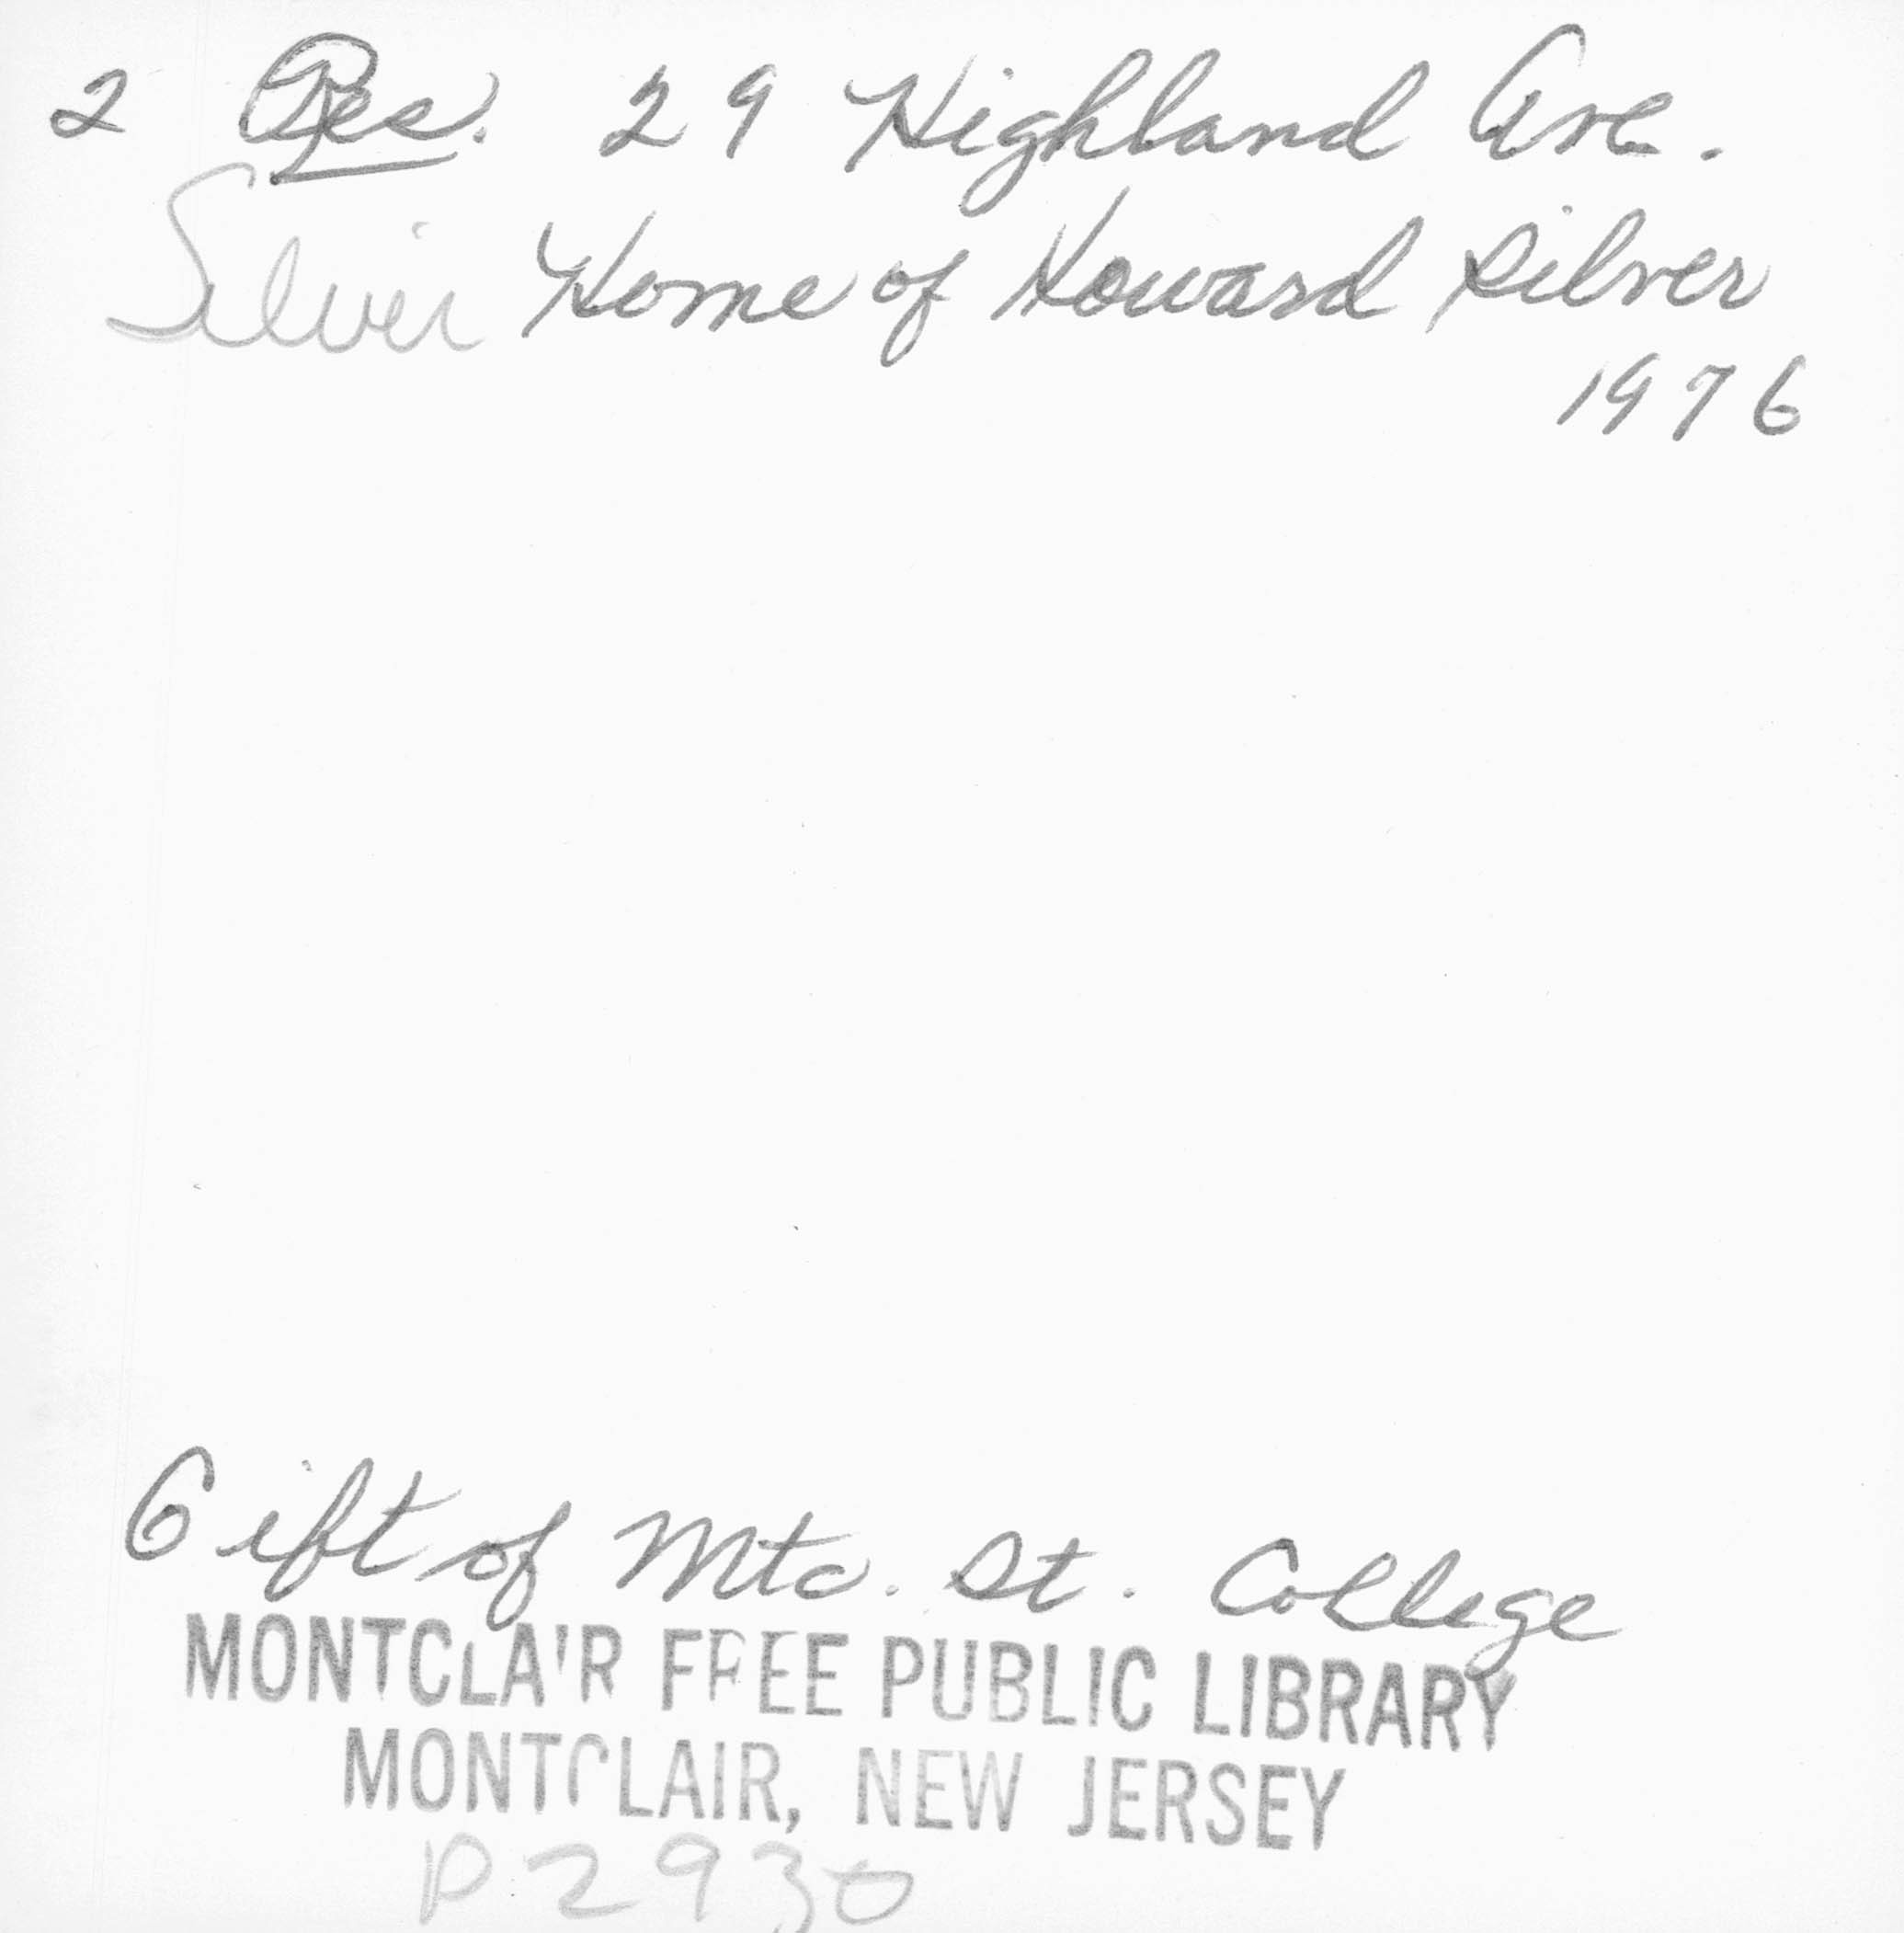 2 Res. 29 Highland Ave.
Silver Home of Howard Silver
1976
Gift of Mtc. St. College
MONTCLAIR FREE PUBLIC LIBRARY
MONTCLAIR, NEW JERSEY
P2930